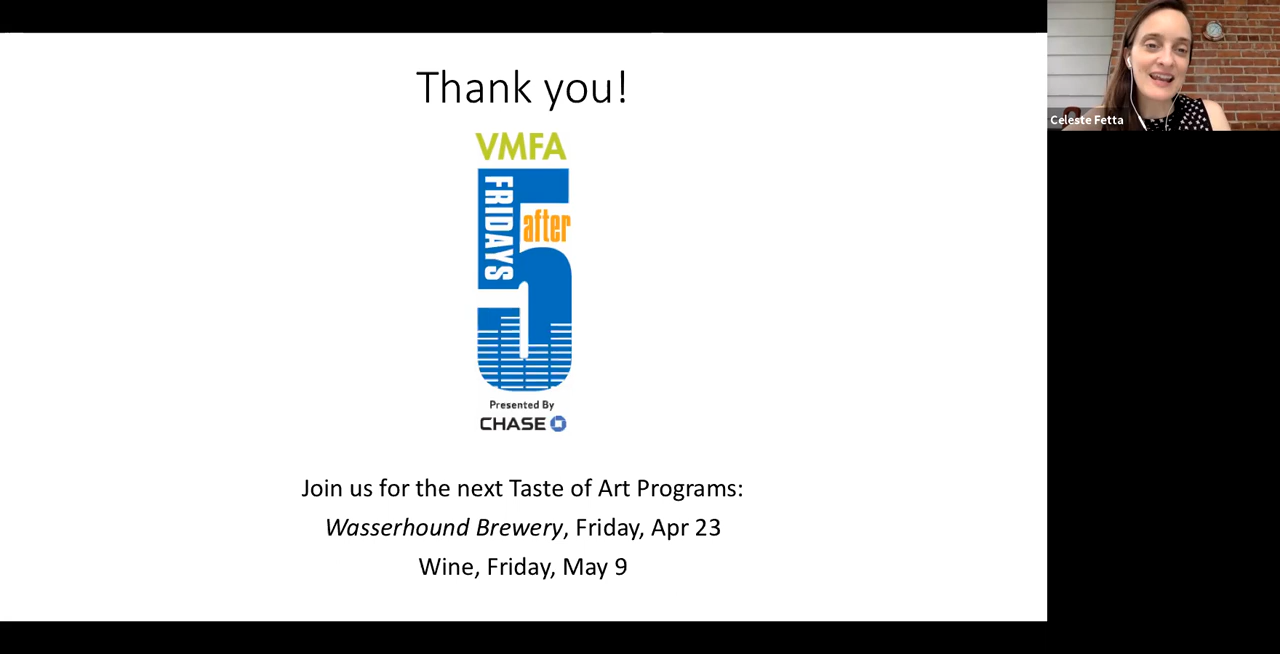 Thank you!
VMFA
FRIDAYS
after
5
Presented By
CHASE
Join us for the next Taste of Art Programs:
Wasserhound Brewery, Friday, Apr 23
Wine, Friday, May 9
Celeste Fetta